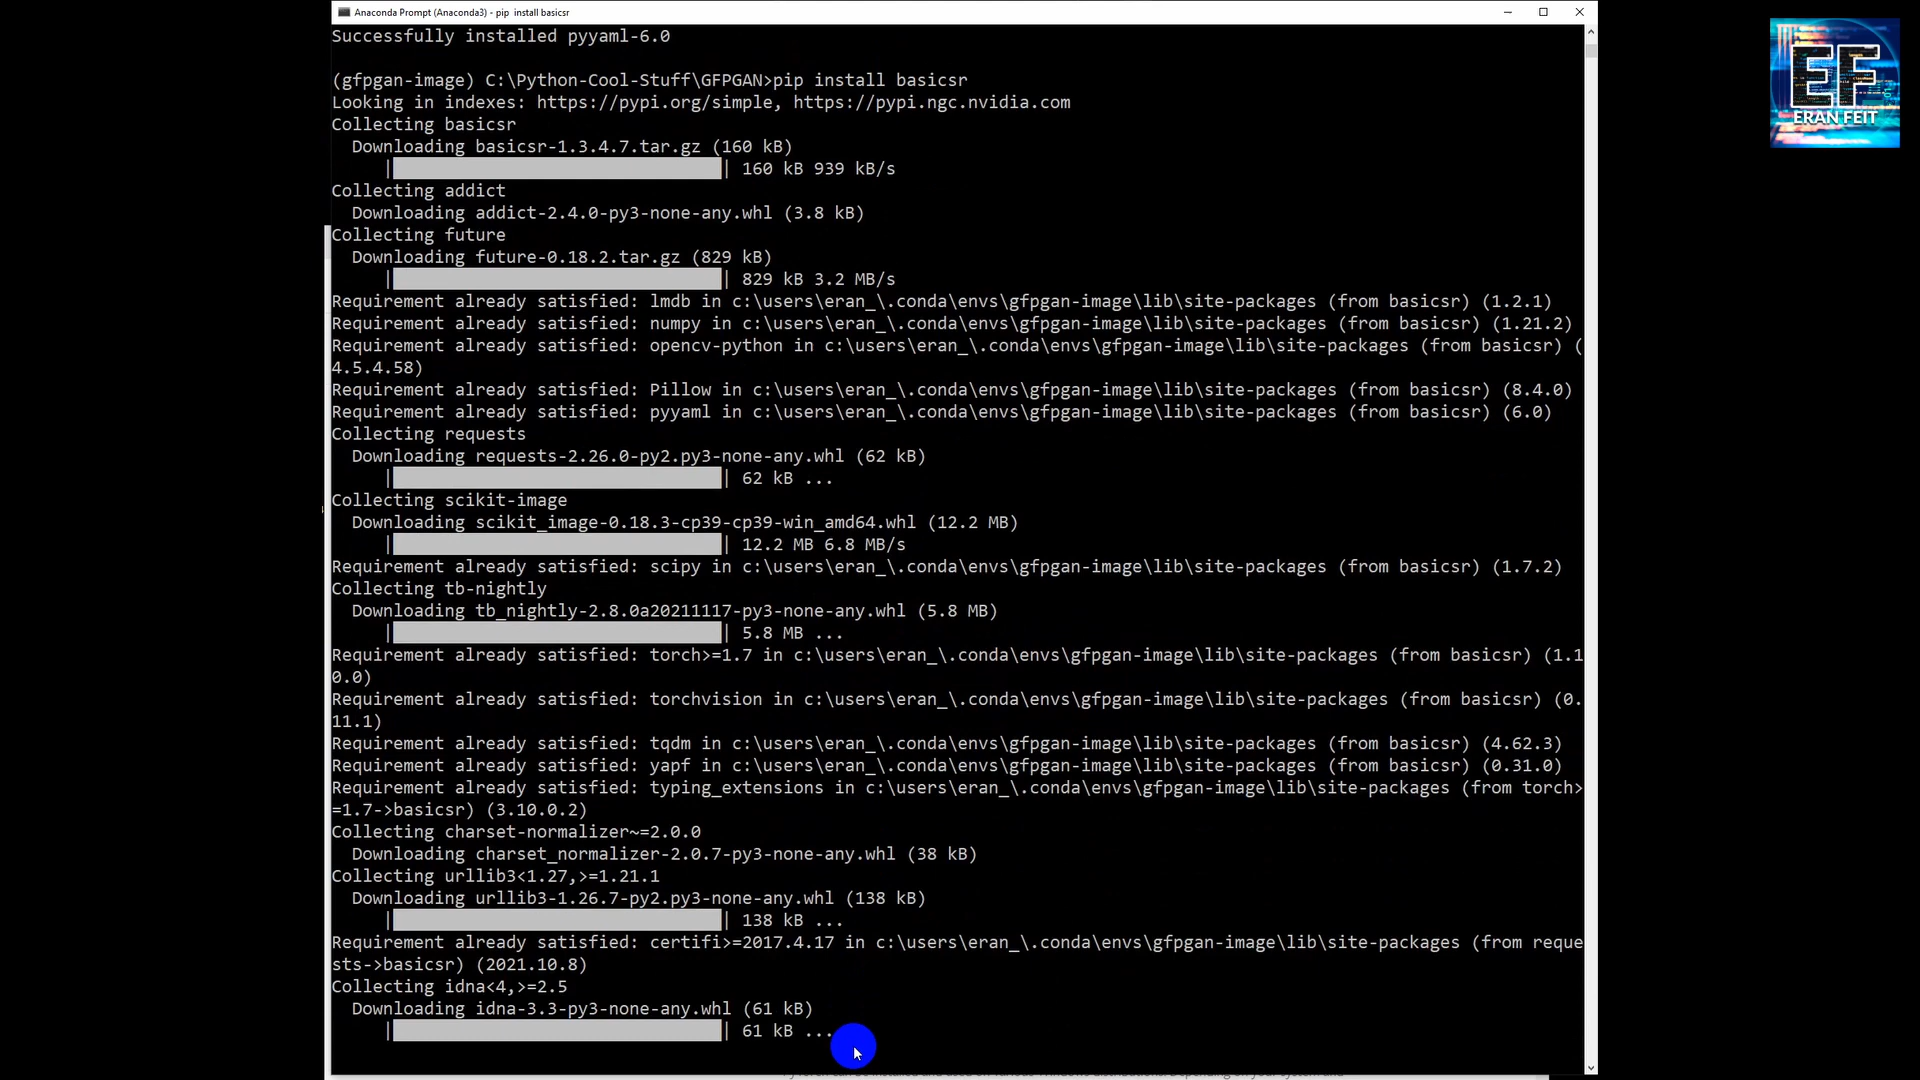 Anaconda Prompt (Anaconda3) - pip  install basicsr
Successfully installed pyyaml-6.0
(gfpgan-image) C:\Python-Cool-Stuff\GFPGAN>pip install basicsr
Looking in indexes: https://pypi.org/simple, https://pypi.ngc.nvidia.com
Collecting basicsr
  Downloading basicsr-1.3.4.7.tar.gz (160 kB)
     |                                | 160 kB 939 kB/s
Collecting addict
  Downloading addict-2.4.0-py3-none-any.whl (3.8 kB)
Collecting future
  Downloading future-0.18.2.tar.gz (829 kB)
     |                                | 829 kB 3.2 MB/s
Requirement already satisfied: lmdb in c:\users\eran_\.conda\envs\gfpgan-image\lib\site-packages (from basicsr) (1.2.1)
Requirement already satisfied: numpy in c:\users\eran_\.conda\envs\gfpgan-image\lib\site-packages (from basicsr) (1.21.2)
Requirement already satisfied: opencv-python in c:\users\eran_\.conda\envs\gfpgan-image\lib\site-packages (from basicsr) (
4.5.4.58)
Requirement already satisfied: Pillow in c:\users\eran_\.conda\envs\gfpgan-image\lib\site-packages (from basicsr) (8.4.0)
Requirement already satisfied: pyyaml in c:\users\eran_\.conda\envs\gfpgan-image\lib\site-packages (from basicsr) (6.0)
Collecting requests
  Downloading requests-2.26.0-py2.py3-none-any.whl (62 kB)
     |                                | 62 kB ...
Collecting scikit-image
  Downloading scikit_image-0.18.3-cp39-cp39-win_amd64.whl (12.2 MB)
     |                                | 12.2 MB 6.8 MB/s
Requirement already satisfied: scipy in c:\users\eran_\.conda\envs\gfpgan-image\lib\site-packages (from basicsr) (1.7.2)
Collecting tb-nightly
  Downloading tb_nightly-2.8.0a20211117-py3-none-any.whl (5.8 MB)
     |                                | 5.8 MB ...
Requirement already satisfied: torch>=1.7 in c:\users\eran_\.conda\envs\gfpgan-image\lib\site-packages (from basicsr) (1.1
0.0)
Requirement already satisfied: torchvision in c:\users\eran_\.conda\envs\gfpgan-image\lib\site-packages (from basicsr) (0.
11.1)
Requirement already satisfied: tqdm in c:\users\eran_\.conda\envs\gfpgan-image\lib\site-packages (from basicsr) (4.62.3)
Requirement already satisfied: yapf in c:\users\eran_\.conda\envs\gfpgan-image\lib\site-packages (from basicsr) (0.31.0)
Requirement already satisfied: typing_extensions in c:\users\eran_\.conda\envs\gfpgan-image\lib\site-packages (from torch>
=1.7->basicsr) (3.10.0.2)
Collecting charset-normalizer~=2.0.0
  Downloading charset_normalizer-2.0.7-py3-none-any.whl (38 kB)
Collecting urllib3<1.27,>=1.21.1
  Downloading urllib3-1.26.7-py2.py3-none-any.whl (138 kB)
     |                                | 138 kB ...
Requirement already satisfied: certifi>=2017.4.17 in c:\users\eran_\.conda\envs\gfpgan-image\lib\site-packages (from reque
sts->basicsr) (2021.10.8)
Collecting idna<4,>=2.5
  Downloading idna-3.3-py3-none-any.whl (61 kB)
     |                                | 61 kB ...
EF
ERAN FEIT